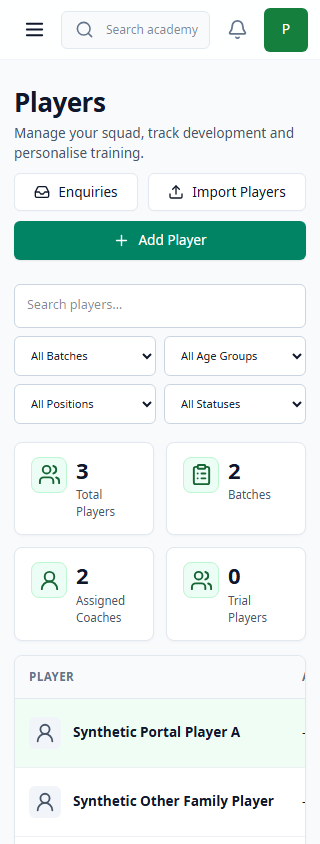 Search academy
P
Players
Manage your squad, track development and
personalise training.
Enquiries
Import Players
Add Player
Search players...
All Batches
All Age Groups
All Positions
All Statuses
3
Total
Players
2
Batches
2
Assigned
Coaches
0
Trial
Players
PLAYER
Synthetic Portal Player A
Synthetic Other Family Player